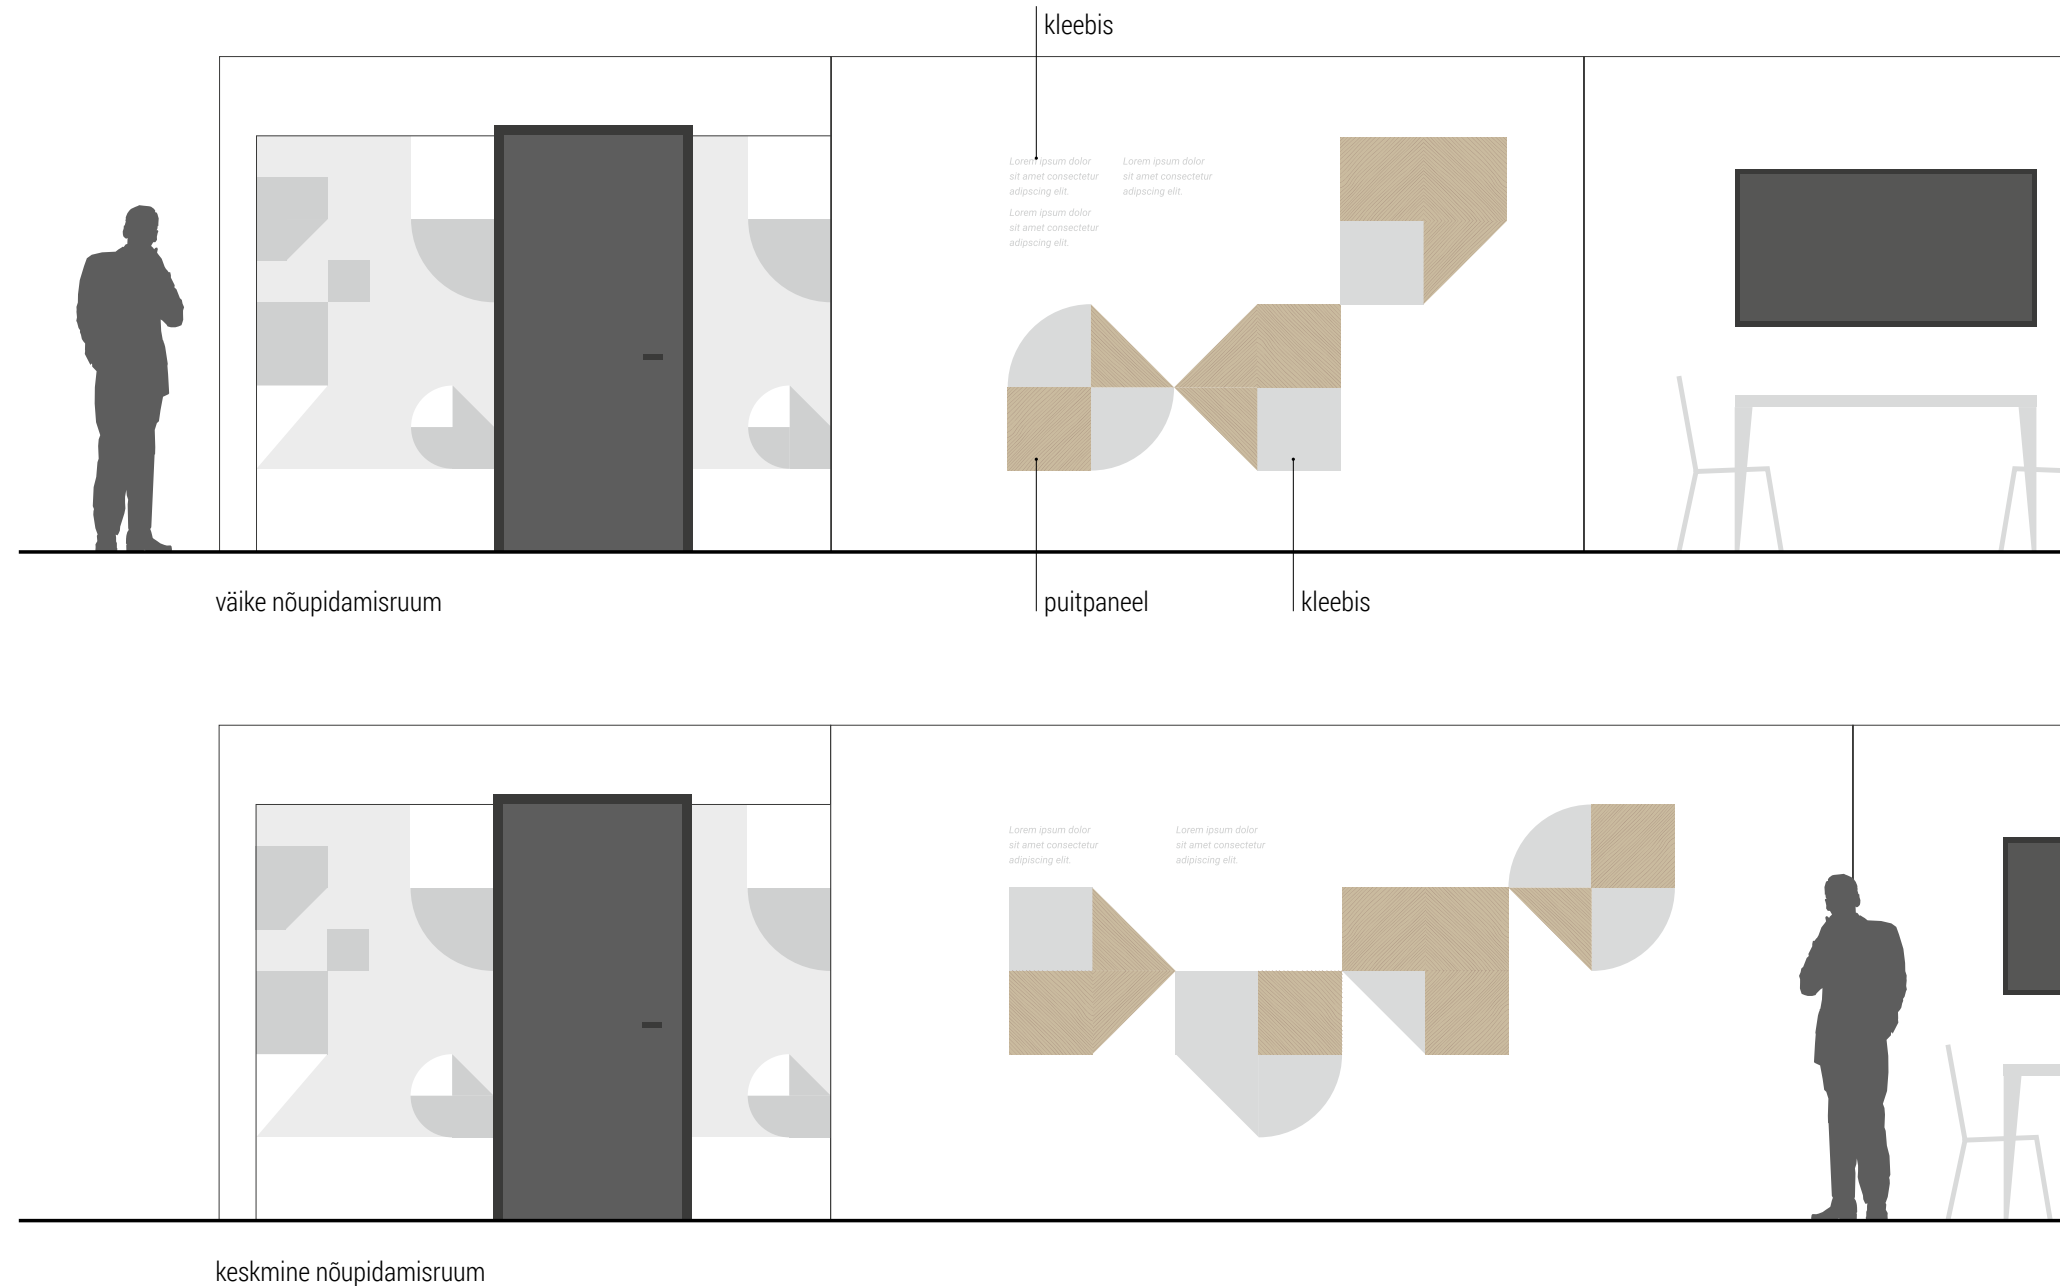 kleebis
Lorem ipsum dolor
sit amet consectetur
adipscing elit.
Lorem ipsum dolor
sit amet consectetur
adipscing elit.
Lorem ipsum dolor
sit amet consectetur
adipscing elit.
väike nõupidamisruum
puitpaneel
kleebis
Lorem ipsum dolor
sit amet consectetur
adipiscing elit.
Lorem ipsum dolor
sit amet consectetur
adipiscing elit.
keskmine nõupidamisruum